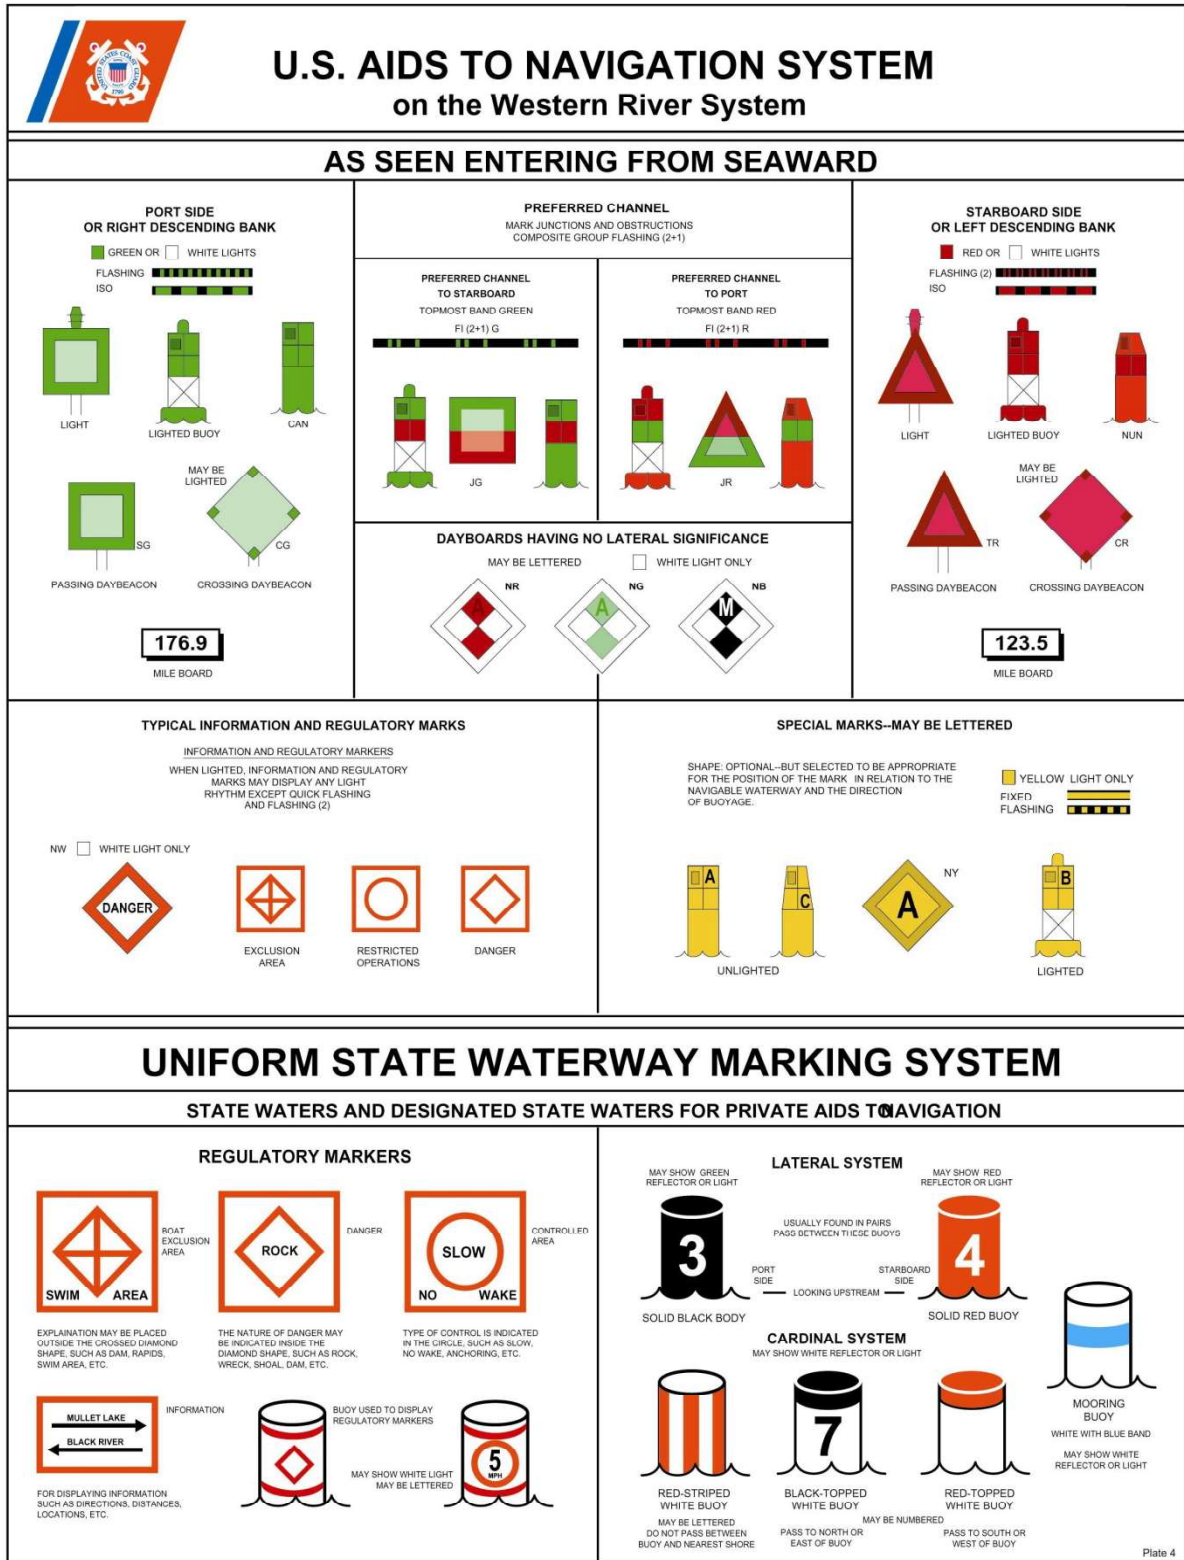 U.S. AIDS TO NAVIGATION SYSTEM
on the Western River System
AS SEEN ENTERING FROM SEAWARD
PORT SIDE
OR RIGHT DESCENDING BANK
GREEN OR WHITE LIGHTS
FLASHING
ISO
LIGHT
LIGHTED BUOY
CAN
MAY BE
LIGHTED
SG
CG
PASSING DAYBEACON
CROSSING DAYBEACON
176.9
MILE BOARD
PREFERRED CHANNEL
MARK JUNCTIONS AND OBSTRUCTIONS
COMPOSITE GROUP FLASHING (2+1)
PREFERRED CHANNEL
TO STARBOARD
TOPMOST BAND GREEN
FI (2+1) G
JG
PREFERRED CHANNEL
TO PORT
TOPMOST BAND RED
FI (2+1) R
JR
DAYBOARDS HAVING NO LATERAL SIGNIFICANCE
MAY BE LETTERED WHITE LIGHT ONLY
A NR
A NG
M NB
STARBOARD SIDE
OR LEFT DESCENDING BANK
RED OR WHITE LIGHTS
FLASHING (2)
ISO
LIGHT
LIGHTED BUOY
NUN
MAY BE
LIGHTED
TR
CR
PASSING DAYBEACON
CROSSING DAYBEACON
123.5
MILE BOARD
TYPICAL INFORMATION AND REGULATORY MARKS
INFORMATION AND REGULATORY MARKERS
WHEN LIGHTED, INFORMATION AND REGULATORY
MARKS MAY DISPLAY ANY LIGHT
RHYTHM EXCEPT QUICK FLASHING
AND FLASHING (2)
NW WHITE LIGHT ONLY
DANGER
EXCLUSION
AREA
RESTRICTED
OPERATIONS
DANGER
SPECIAL MARKS--MAY BE LETTERED
SHAPE: OPTIONAL--BUT SELECTED TO BE APPROPRIATE
FOR THE POSITION OF THE MARK IN RELATION TO THE
NAVIGABLE WATERWAY AND THE DIRECTION
OF BUOYAGE.
YELLOW LIGHT ONLY
FIXED
FLASHING
A
C
A
NY
B
UNLIGHTED
LIGHTED
UNIFORM STATE WATERWAY MARKING SYSTEM
STATE WATERS AND DESIGNATED STATE WATERS FOR PRIVATE AIDS TO NAVIGATION
REGULATORY MARKERS
SWIM AREA
BOAT
EXCLUSION
AREA
ROCK
DANGER
SLOW
NO WAKE
CONTROLLED
AREA
EXPLAINATION MAY BE PLACED
OUTSIDE THE CROSSED DIAMOND
SHAPE, SUCH AS DAM, RAPIDS,
SWIM AREA, ETC.
THE NATURE OF DANGER MAY
BE INDICATED INSIDE THE
DIAMOND SHAPE, SUCH AS ROCK,
WRECK, SHOAL, DAM, ETC.
TYPE OF CONTROL IS INDICATED
IN THE CIRCLE, SUCH AS SLOW,
NO WAKE, ANCHORING, ETC.
MULLET LAKE
BLACK RIVER
INFORMATION
FOR DISPLAYING INFORMATION
SUCH AS DIRECTIONS, DISTANCES,
LOCATIONS, ETC.
BUOY USED TO DISPLAY
REGULATORY MARKERS
MAY SHOW WHITE LIGHT
MAY BE LETTERED
5
MPH
LATERAL SYSTEM
MAY SHOW GREEN
REFLECTOR OR LIGHT
3
SOLID BLACK BODY
USUALLY FOUND IN PAIRS
PASS BETWEEN THESE BUOYS
PORT
SIDE
LOOKING UPSTREAM
STARBOARD
SIDE
MAY SHOW RED
REFLECTOR OR LIGHT
4
SOLID RED BUOY
CARDINAL SYSTEM
MAY SHOW WHITE REFLECTOR OR LIGHT
RED-STRIPED
WHITE BUOY
MAY BE LETTERED
DO NOT PASS BETWEEN
BUOY AND NEAREST SHORE
7
BLACK-TOPPED
WHITE BUOY
MAY BE NUMBERED
PASS TO NORTH OR
EAST OF BUOY
RED-TOPPED
WHITE BUOY
PASS TO SOUTH OR
WEST OF BUOY
MOORING
BUOY
WHITE WITH BLUE BAND
MAY SHOW WHITE
REFLECTOR OR LIGHT
Plate 4